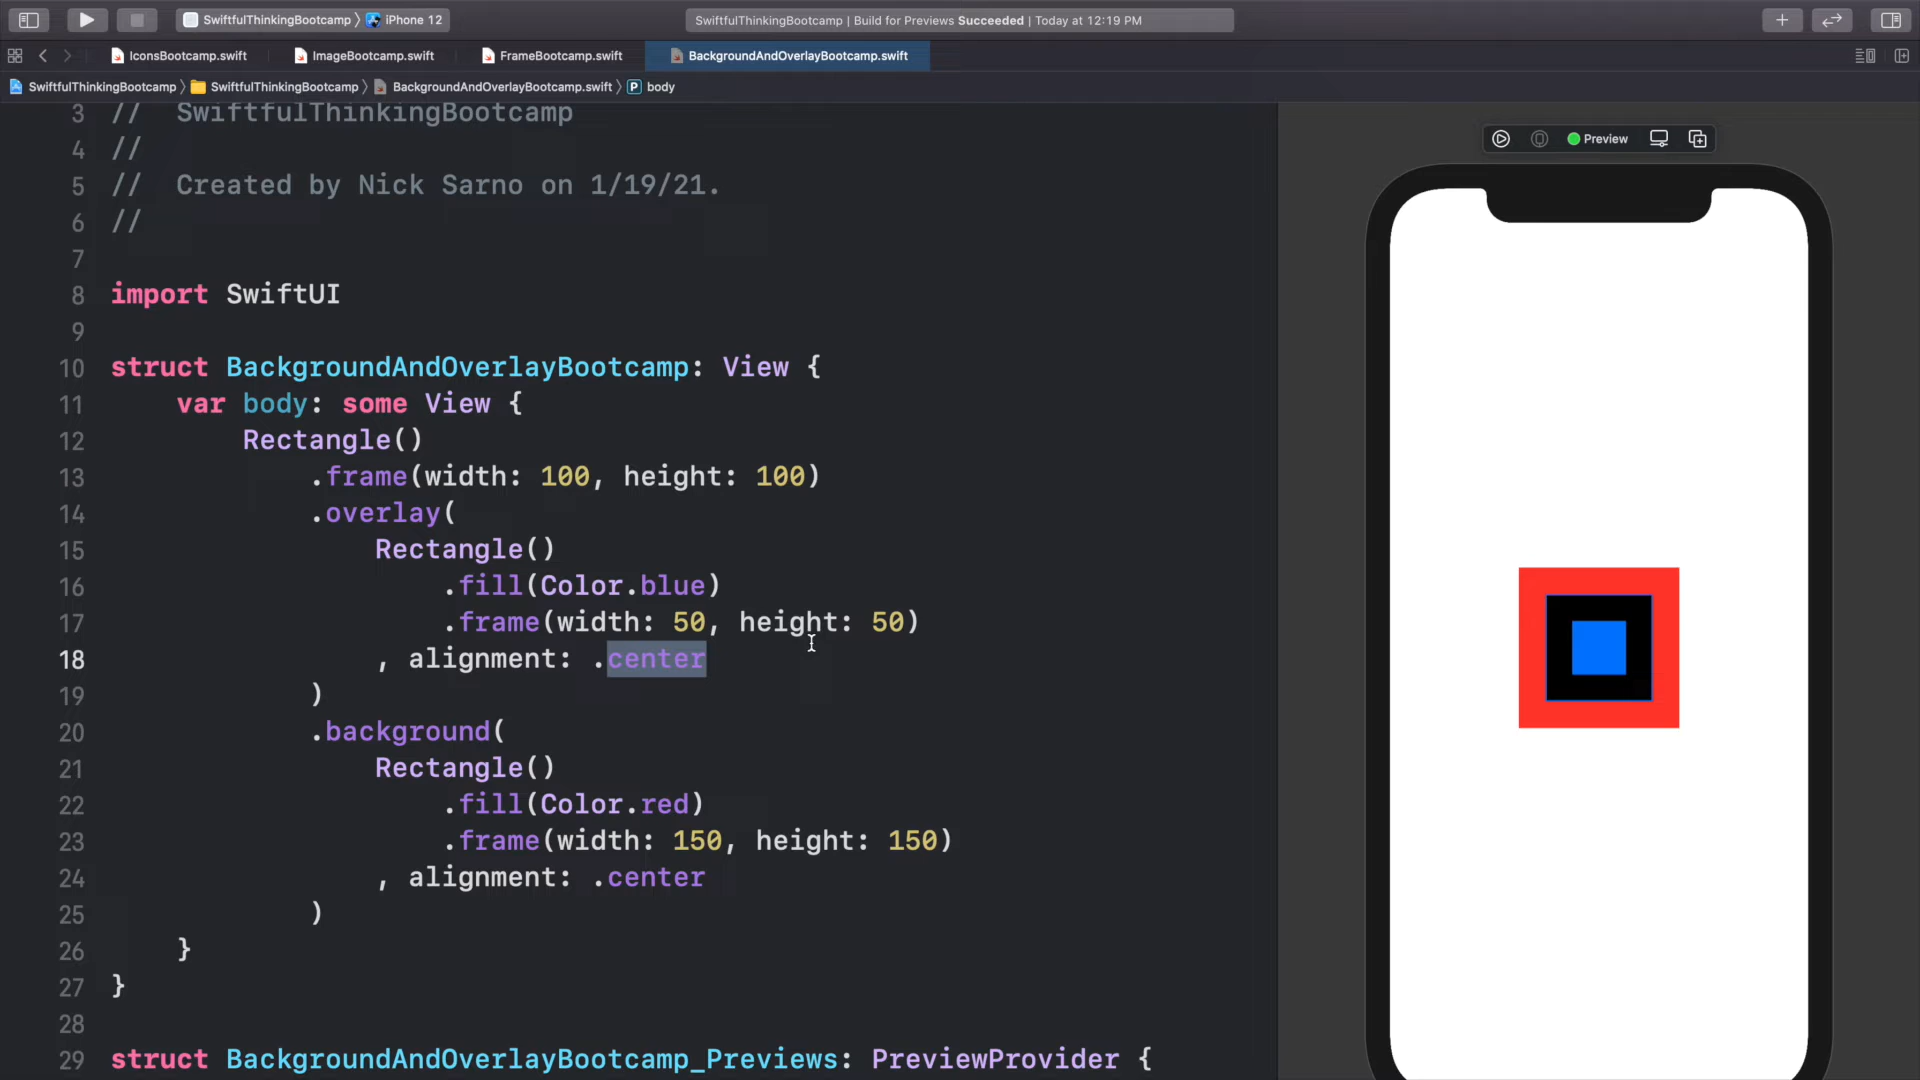 SwiftfulThinkingBootcamp 〉 iPhone 12
SwiftfulThinkingBootcamp | Build for Previews Succeeded | Today at 12:19 PM
IconsBootcamp.swift
ImageBootcamp.swift
FrameBootcamp.swift
BackgroundAndOverlayBootcamp.swift
SwiftfulThinkingBootcamp 〉 SwiftfulThinkingBootcamp 〉 BackgroundAndOverlayBootcamp.swift 〉 P body
3 //  SwiftfulThinkingBootcamp
4 //
5 //  Created by Nick Sarno on 1/19/21.
6 //
7
8 import SwiftUI
9
10 struct BackgroundAndOverlayBootcamp: View {
11     var body: some View {
12         Rectangle()
13             .frame(width: 100, height: 100)
14             .overlay(
15                 Rectangle()
16                     .fill(Color.blue)
17                     .frame(width: 50, height: 50)
18                 , alignment: .center
19             )
20             .background(
21                 Rectangle()
22                     .fill(Color.red)
23                     .frame(width: 150, height: 150)
24                 , alignment: .center
25             )
26     }
27 }
28
29 struct BackgroundAndOverlayBootcamp_Previews: PreviewProvider {
Preview